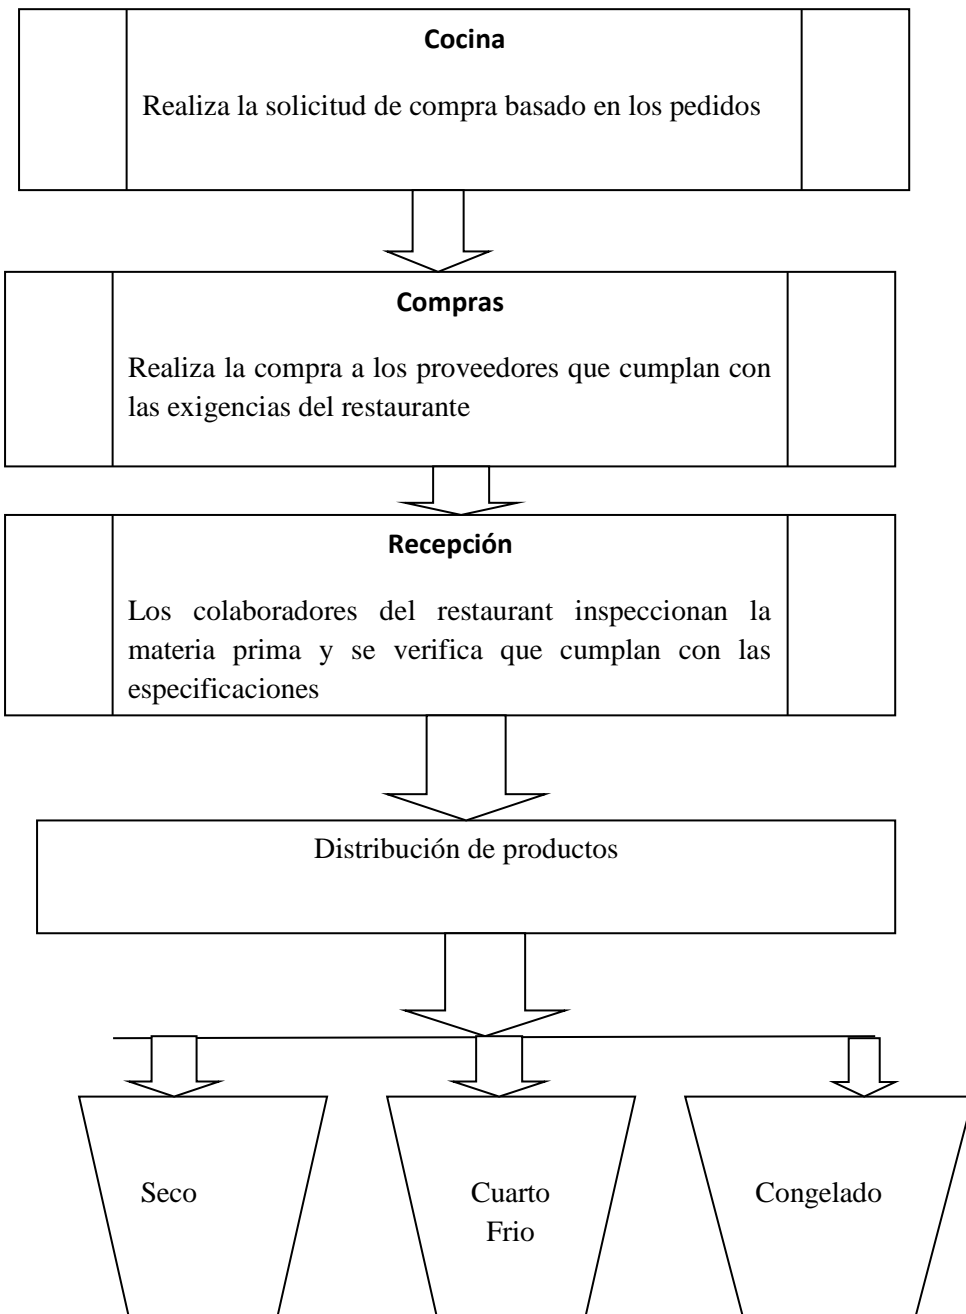 Cocina
Realiza la solicitud de compra basado en los pedidos
Compras
Realiza la compra a los proveedores que cumplan con
las exigencias del restaurante
Recepción
Los colaboradores del restaurant inspeccionan la
materia prima y se verifica que cumplan con las
especificaciones
Distribución de productos
Seco
Cuarto
Frio
Congelado